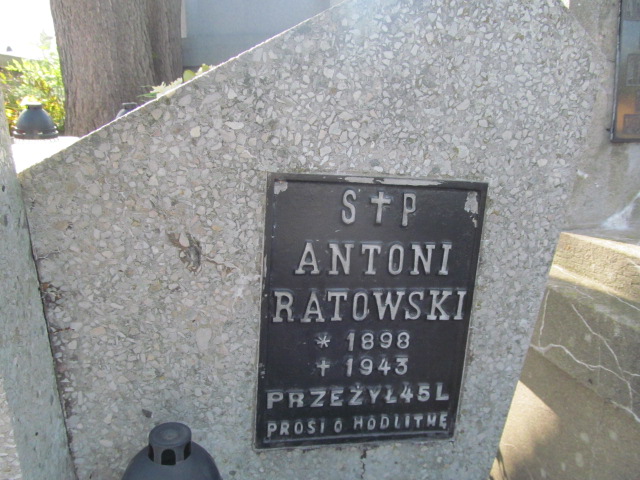 S✝P
ANTONI
RATOWSKI
* 1898
✝ 1943
PRZEŻYŁ 45 L
PROSI O MODLITWĘ